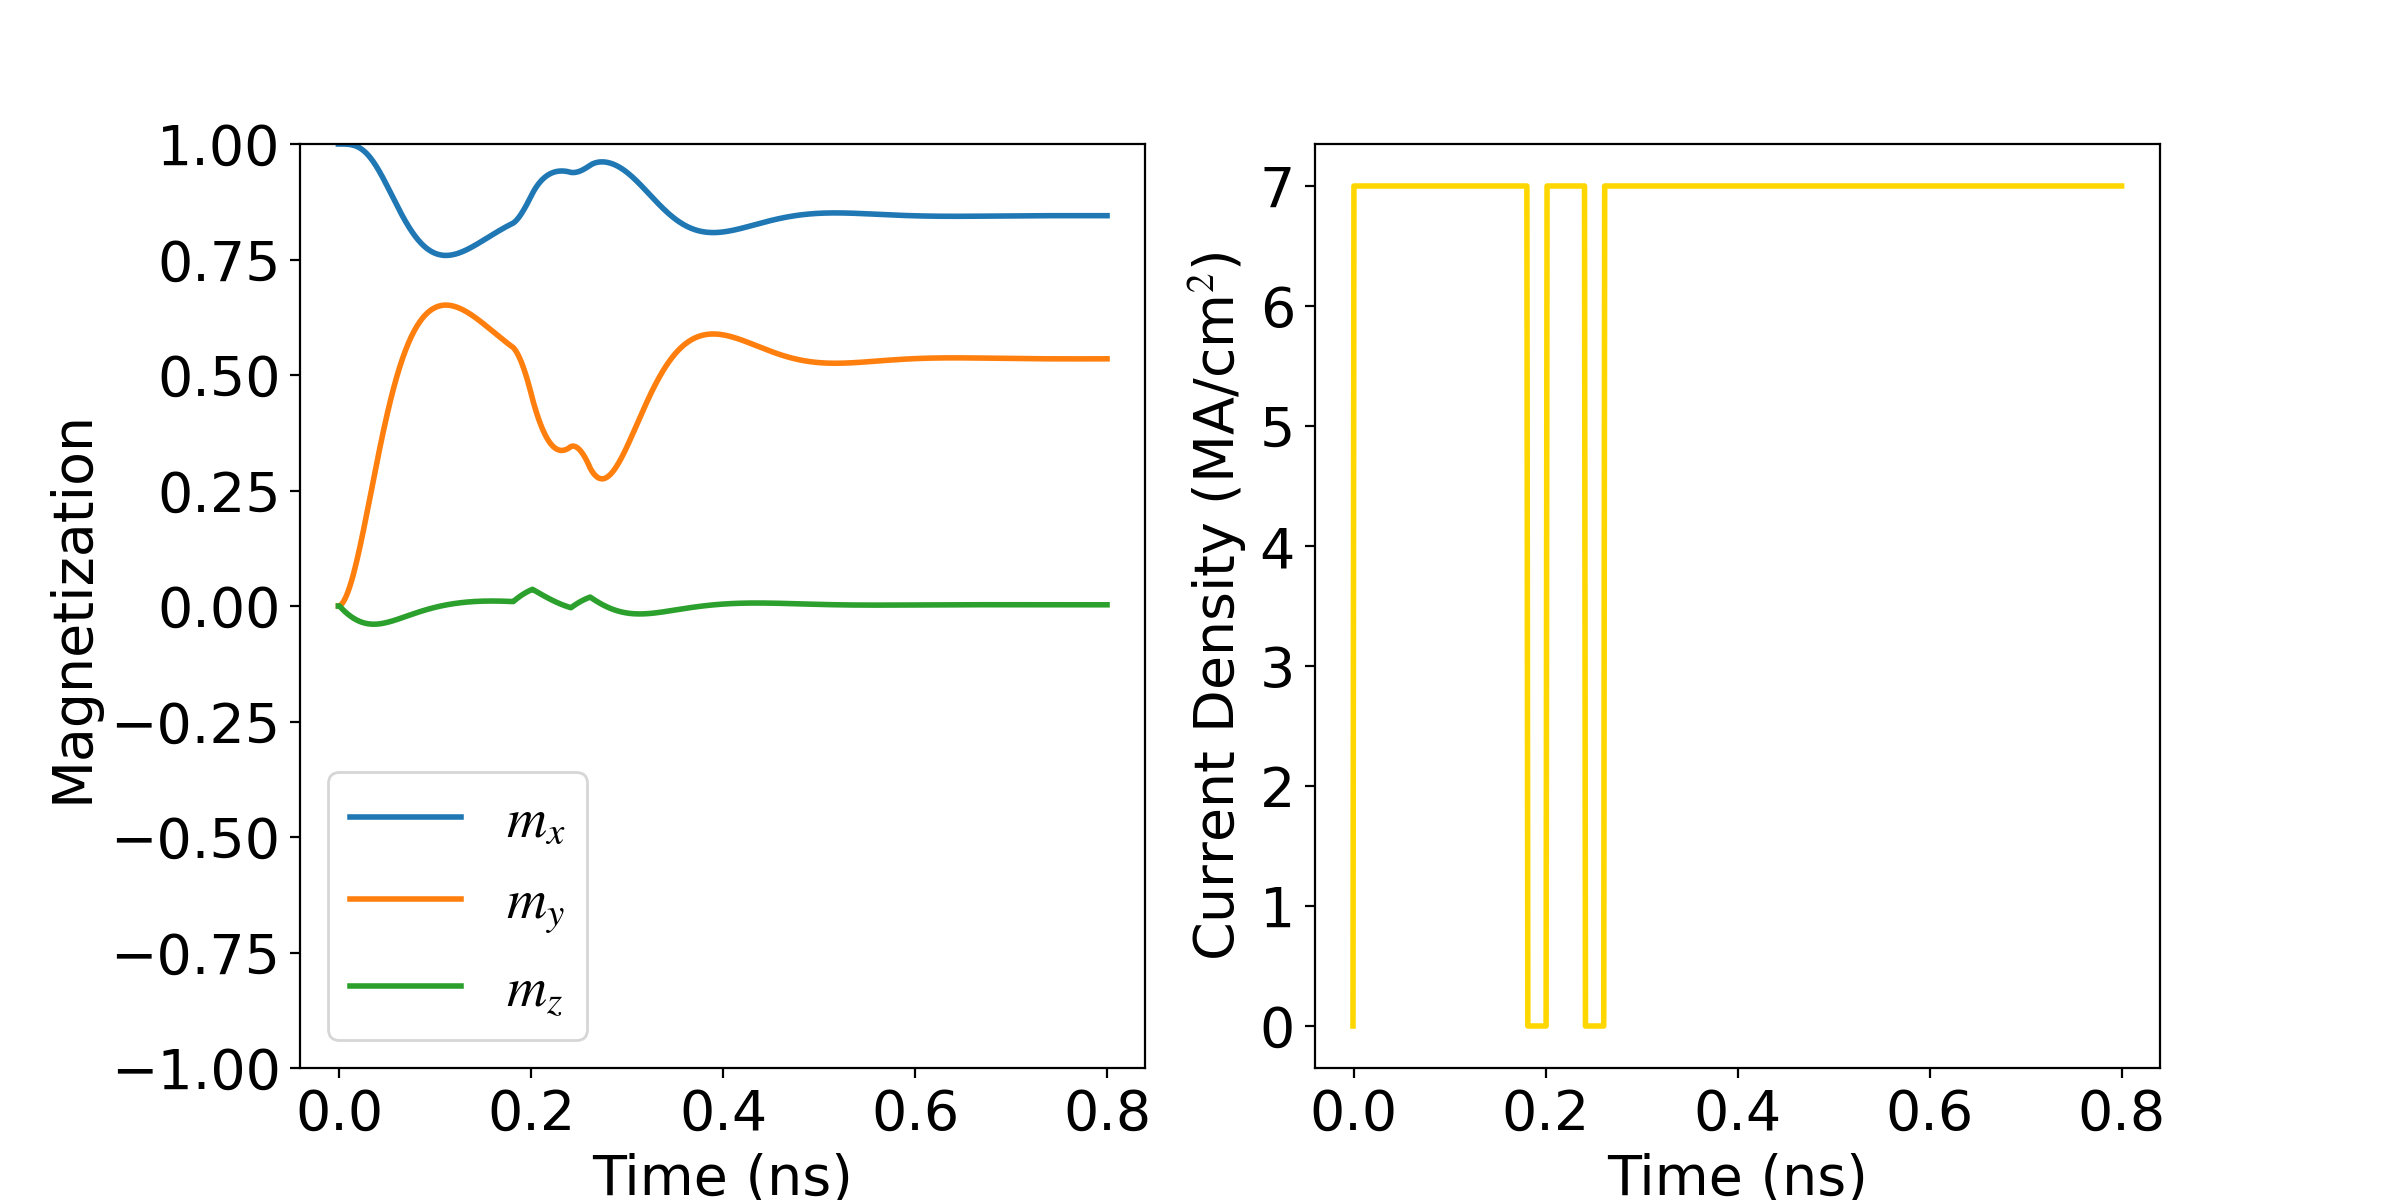 1.00
0.75
0.50
0.25
0.00
−0.25
−0.50
−0.75
−1.00
Magnetization
m_x
m_y
m_z
0.0 0.2 0.4 0.6 0.8
Time (ns)
7
6
5
4
3
2
1
0
Current Density (MA/cm²)
0.0 0.2 0.4 0.6 0.8
Time (ns)